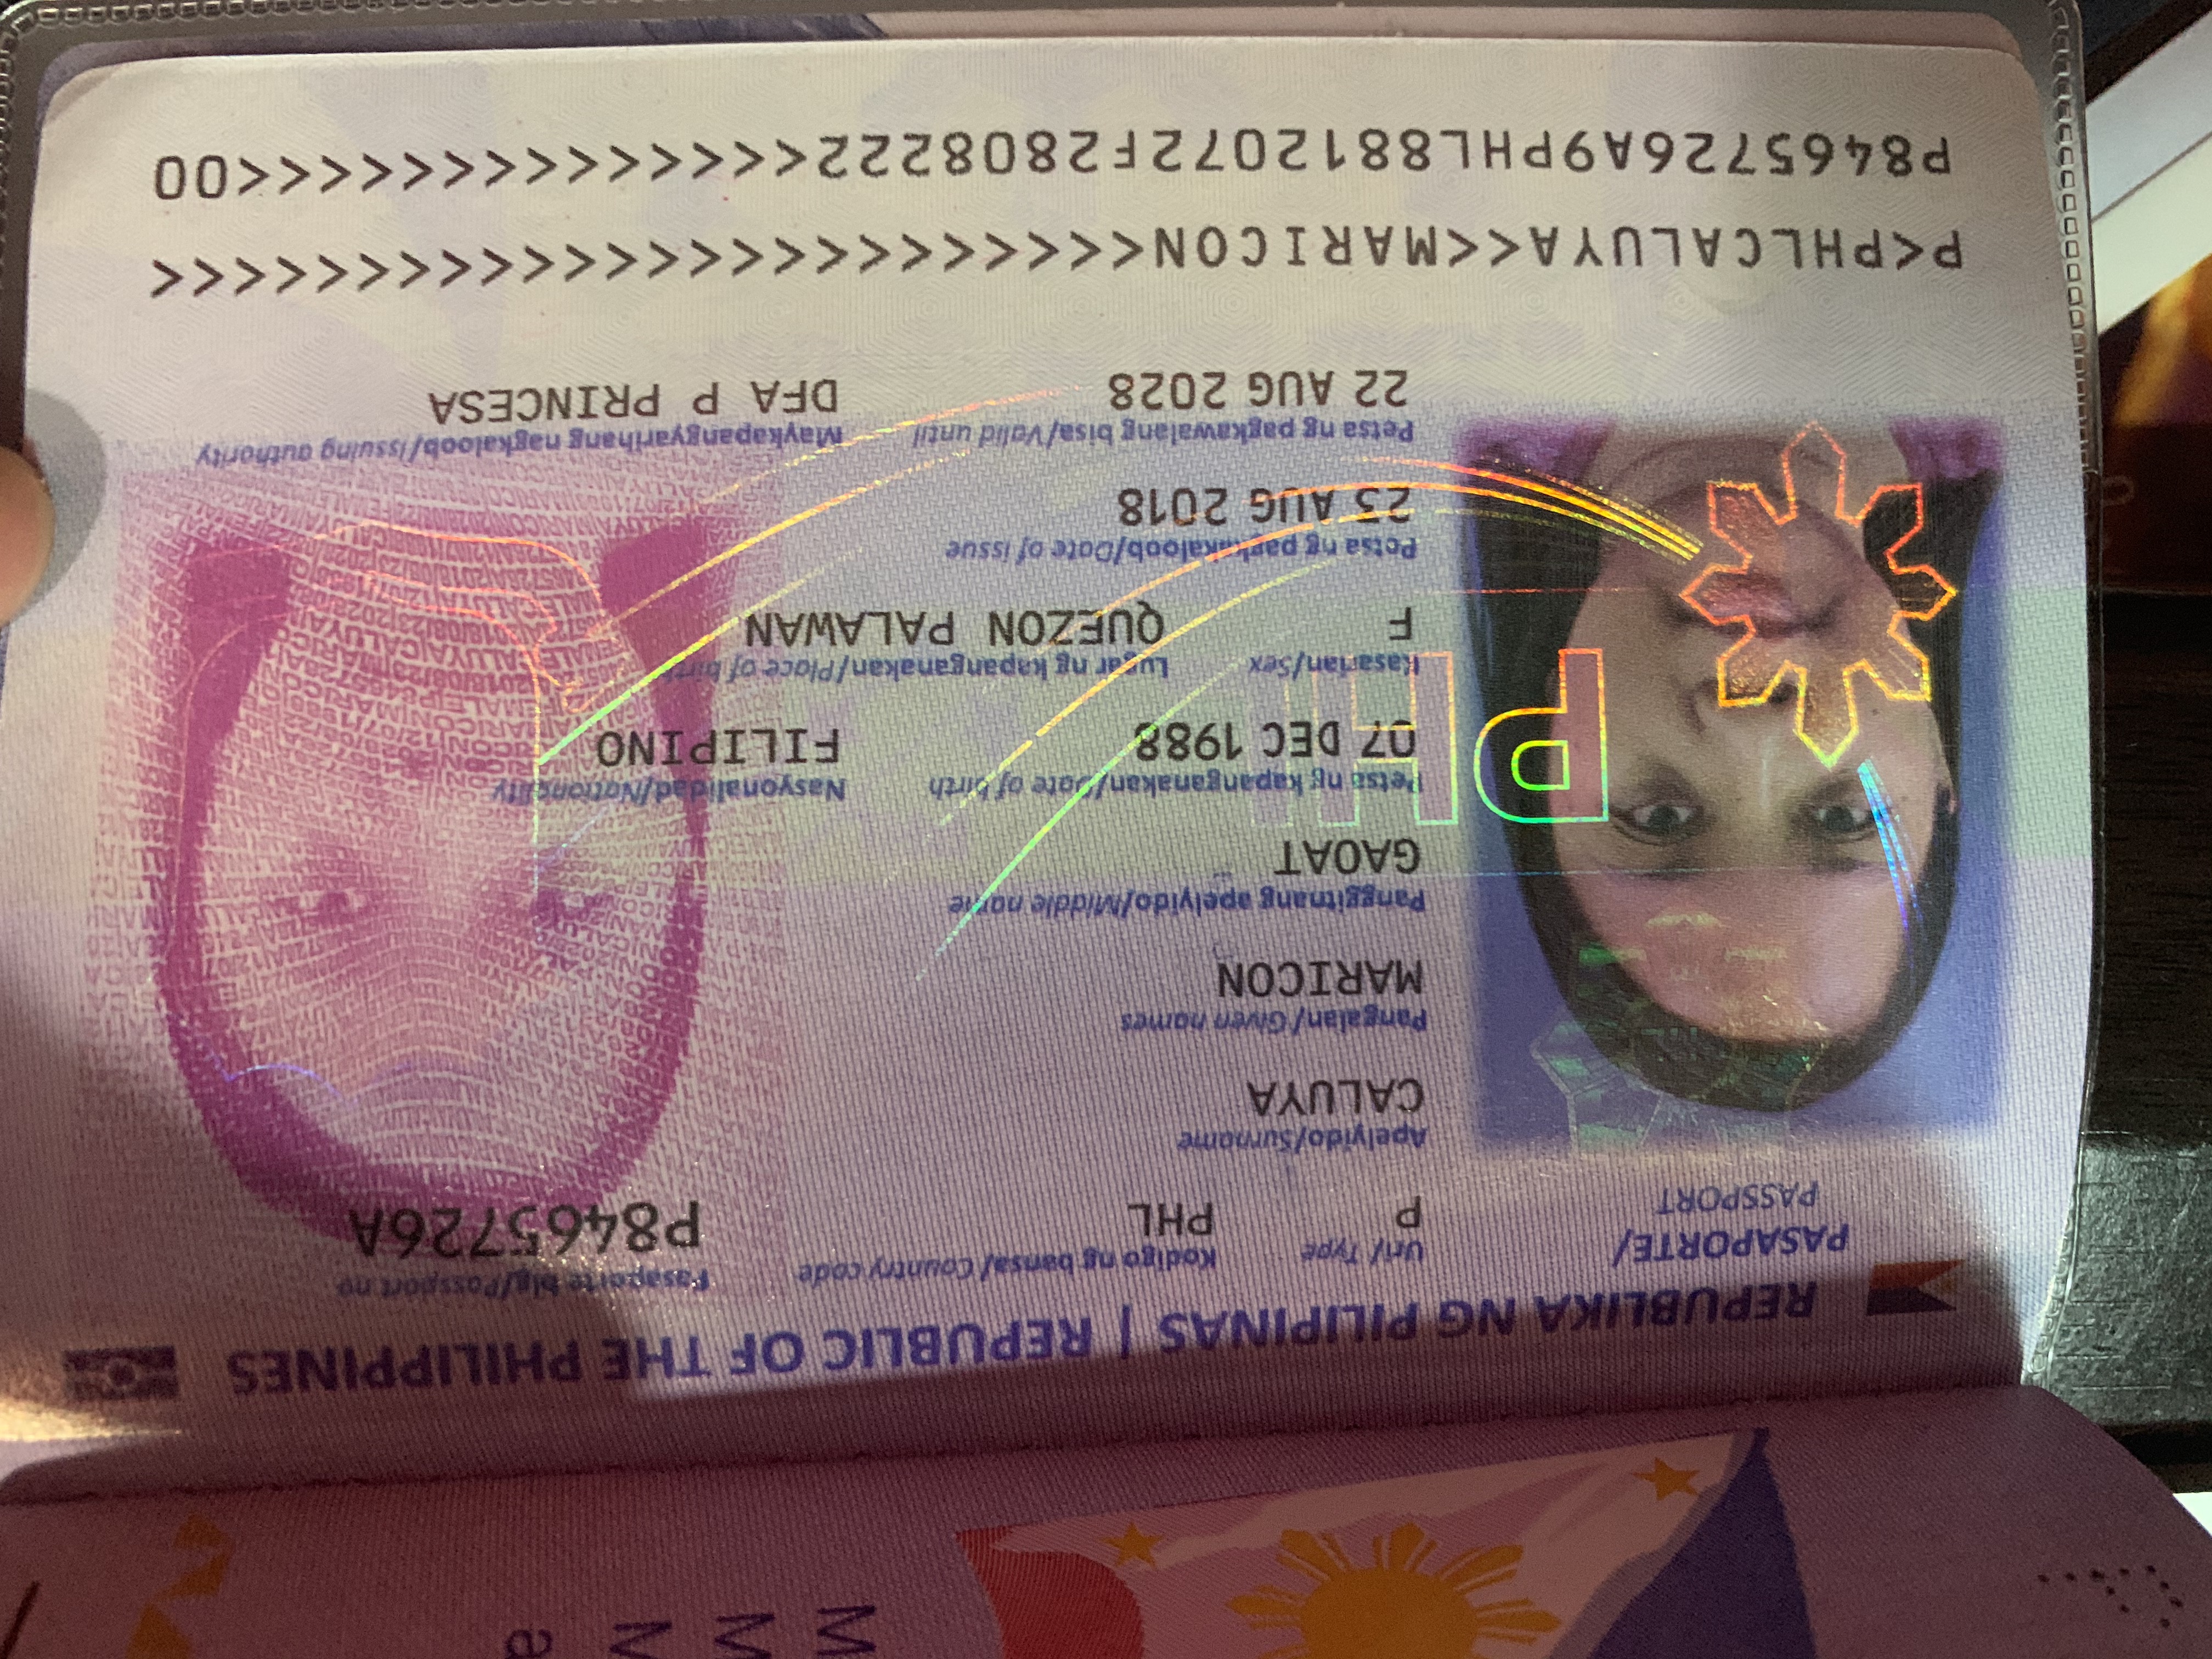 REPUBLIKA NG PILIPINAS | REPUBLIC OF THE PHILIPPINES
PASAPORTE/
PASSPORT
Uri/ Type
Kodigo ng bansa/ Country code
Pasaporte blg/Passport no
P
PHL
P8465726A
Apelyido/Surname
CALUYA
Pangalan/ Given names
MARICON
Panggitnang apelyido/Middle name
GAOAT
Petsa ng kapanganakan/Date of birth
Nasyonalidad/Nationality
07 DEC 1988
FILIPINO
Kasarian/Sex
Lugar ng kapanganakan/Place of birth
F
QUEZON PALAWAN
Petsa ng pagkakaloob/Date of issue
23 AUG 2018
Petsa ng pagkawalang bisa/Valid until
Maykapangyarihang nagkaloob/Issuing authority
22 AUG 2028
DFA P PRINCESA
PHL
P<PHLCALUYA<<MARICON<<<<<<<<<<<<<<<<<<<<<<<<
P8465726A9PHL8812072F2808222<<<<<<<<<<<<<<00